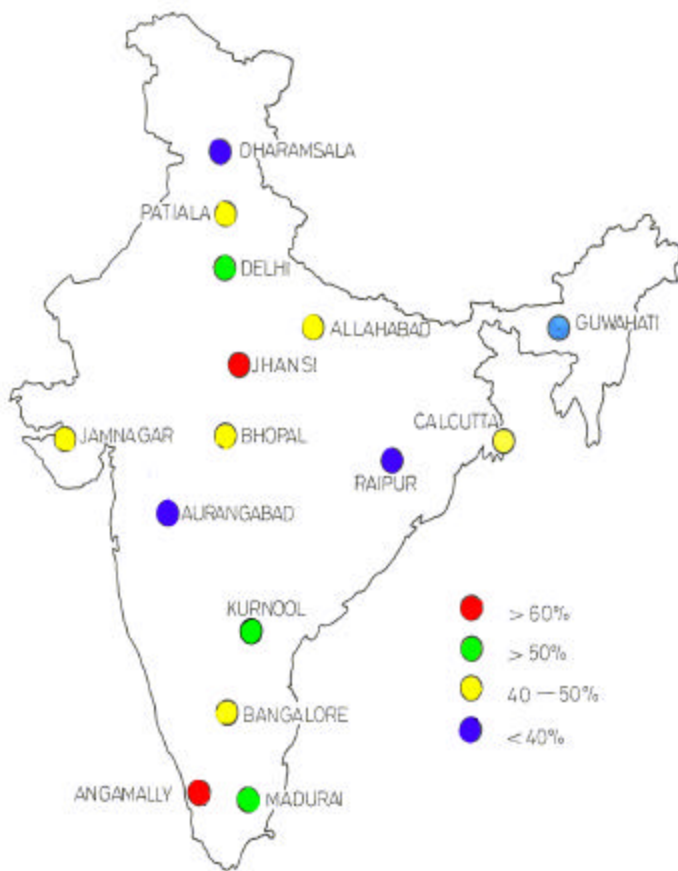 DHARAMSALA
PATIALA
DELHI
ALLAHABAD
GUWAHATI
JHANSI
JAMNAGAR
BHOPAL
CALCUTTA
RAIPUR
AURANGABAD
KURNOOL
> 60%
> 50%
40 — 50%
< 40%
BANGALORE
ANGAMALLY
MADURAI